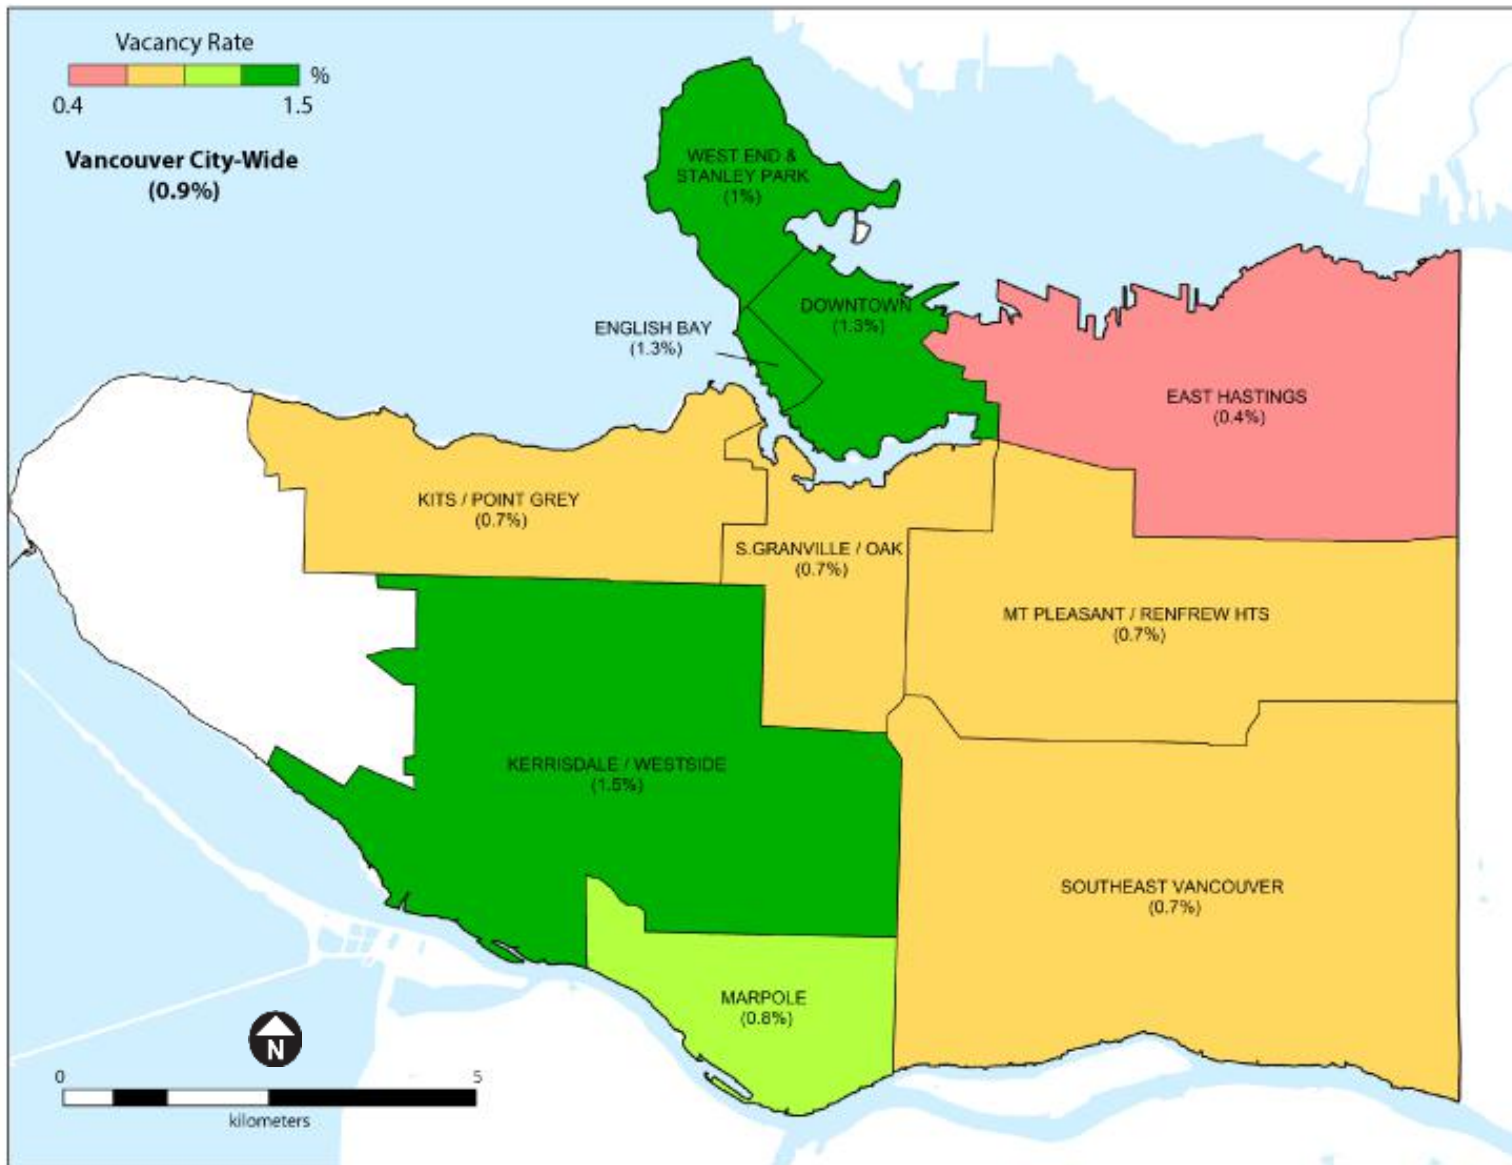 Vacancy Rate
%
0.4 1.5
Vancouver City-Wide
(0.9%)
WEST END &
STANLEY PARK
(1%)
DOWNTOWN
(1.3%)
ENGLISH BAY
(1.3%)
EAST HASTINGS
(0.4%)
KITS / POINT GREY
(0.7%)
S.GRANVILLE / OAK
(0.7%)
MT PLEASANT / RENFREW HTS
(0.7%)
KERRISDALE / WESTSIDE
(1.5%)
SOUTHEAST VANCOUVER
(0.7%)
MARPOLE
(0.8%)
N
0 5
kilometers